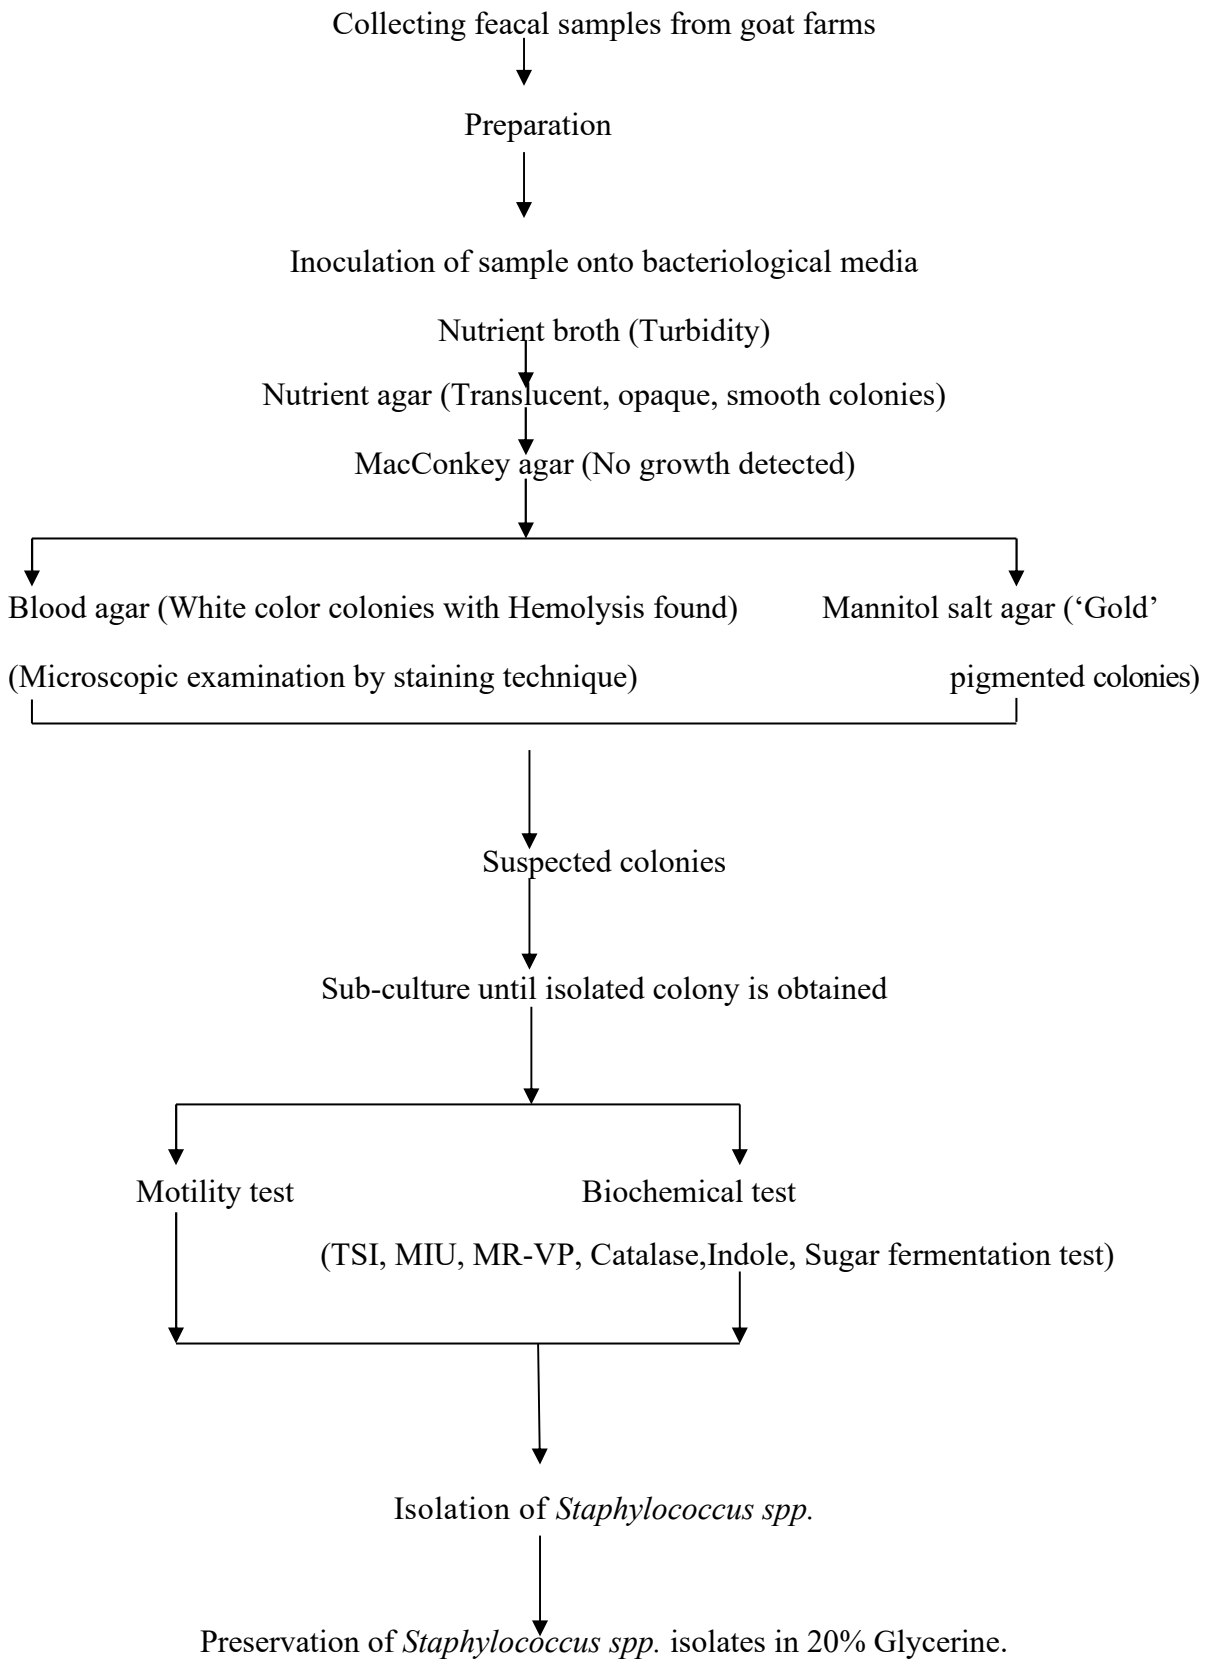 Collecting feacal samples from goat farms
Preparation
Inoculation of sample onto bacteriological media
Nutrient broth (Turbidity)
Nutrient agar (Translucent, opaque, smooth colonies)
MacConkey agar (No growth detected)
Blood agar (White color colonies with Hemolysis found)
(Microscopic examination by staining technique)
Mannitol salt agar (‘Gold’
pigmented colonies)
Suspected colonies
Sub-culture until isolated colony is obtained
Motility test
Biochemical test
(TSI, MIU, MR-VP, Catalase,Indole, Sugar fermentation test)
Isolation of Staphylococcus spp.
Preservation of Staphylococcus spp. isolates in 20% Glycerine.